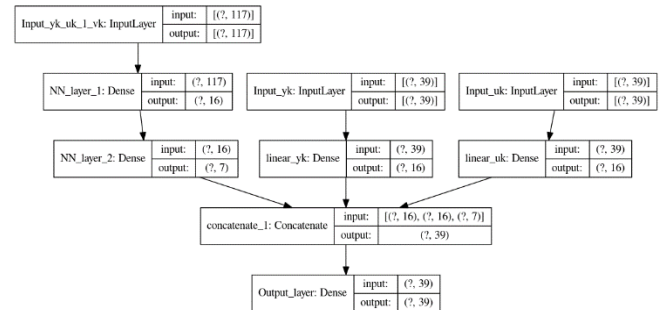 Input_yk_uk_1_vk: InputLayer
input: [(?, 117)]
output: [(?, 117)]
NN_layer_1: Dense
input: (?, 117)
output: (?, 16)
Input_yk: InputLayer
input: [(?, 39)]
output: [(?, 39)]
Input_uk: InputLayer
input: [(?, 39)]
output: [(?, 39)]
NN_layer_2: Dense
input: (?, 16)
output: (?, 7)
linear_yk: Dense
input: (?, 39)
output: (?, 16)
linear_uk: Dense
input: (?, 39)
output: (?, 16)
concatenate_1: Concatenate
input: [(?, 16), (?, 16), (?, 7)]
output: (?, 39)
Output_layer: Dense
input: (?, 39)
output: (?, 39)